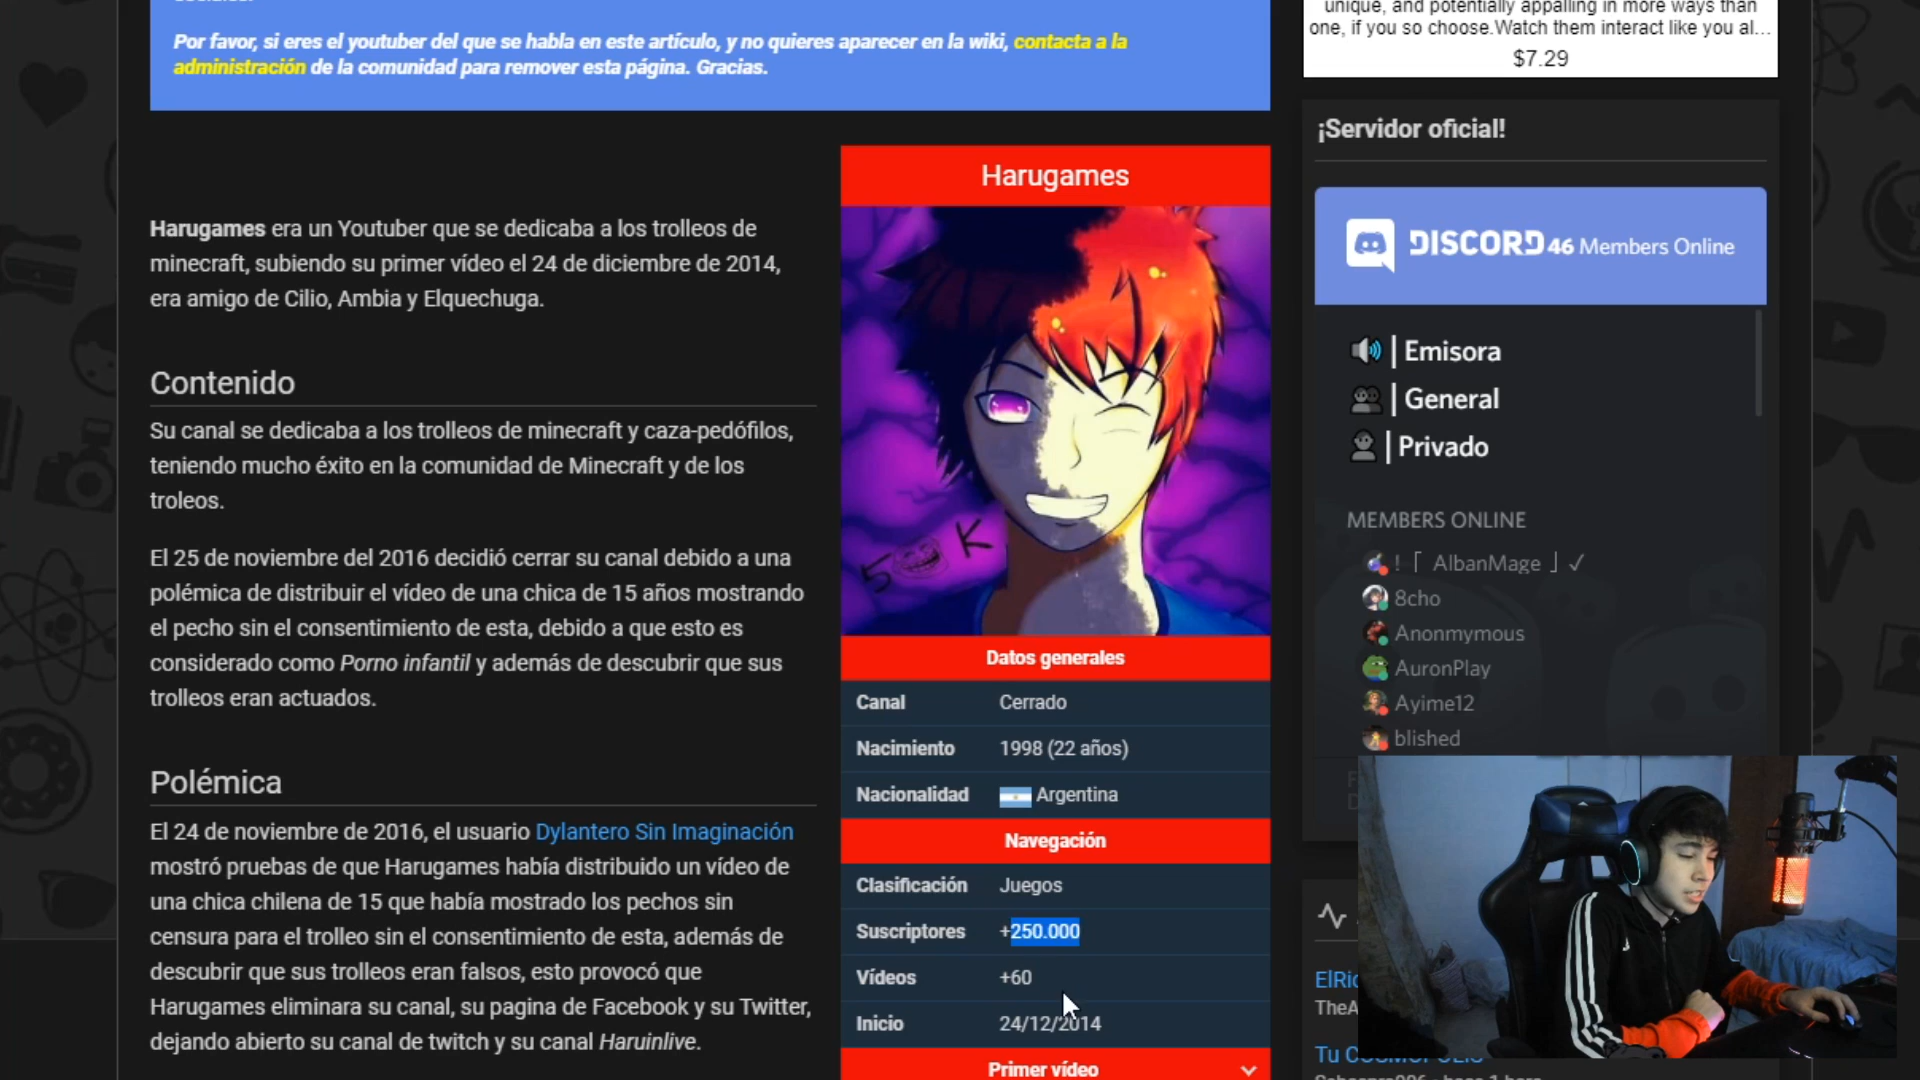 Por favor, si eres el youtuber del que se habla en este artículo, y no quieres aparecer en la wiki, contacta a la
administración de la comunidad para remover esta página. Gracias.
unique, and potentially appalling in more ways than
one, if you so choose.Watch them interact like you al...
$7.29
Harugames era un Youtuber que se dedicaba a los trolleos de
minecraft, subiendo su primer vídeo el 24 de diciembre de 2014,
era amigo de Cilio, Ambia y Elquechuga.
Contenido
Su canal se dedicaba a los trolleos de minecraft y caza-pedófilos,
teniendo mucho éxito en la comunidad de Minecraft y de los
troleos.
El 25 de noviembre del 2016 decidió cerrar su canal debido a una
polémica de distribuir el vídeo de una chica de 15 años mostrando
el pecho sin el consentimiento de esta, debido a que esto es
considerado como Porno infantil y además de descubrir que sus
trolleos eran actuados.
Polémica
El 24 de noviembre de 2016, el usuario Dylantero Sin Imaginación
mostró pruebas de que Harugames había distribuido un vídeo de
una chica chilena de 15 que había mostrado los pechos sin
censura para el trolleo sin el consentimiento de esta, además de
descubrir que sus trolleos eran falsos, esto provocó que
Harugames eliminara su canal, su pagina de Facebook y su Twitter,
dejando abierto su canal de twitch y su canal Haruinlive.
Harugames
50K
Datos generales
Canal Cerrado
Nacimiento 1998 (22 años)
Nacionalidad Argentina
Navegación
Clasificación Juegos
Suscriptores +250.000
Vídeos +60
Inicio 24/12/2014
Primer vídeo
¡Servidor oficial!
DISCORD 46 Members Online
| Emisora
| General
| Privado
MEMBERS ONLINE
! 「 AlbanMage 」 ✓
8cho
Anonmymous
AuronPlay
Ayime12
blished
ElRic
TheA